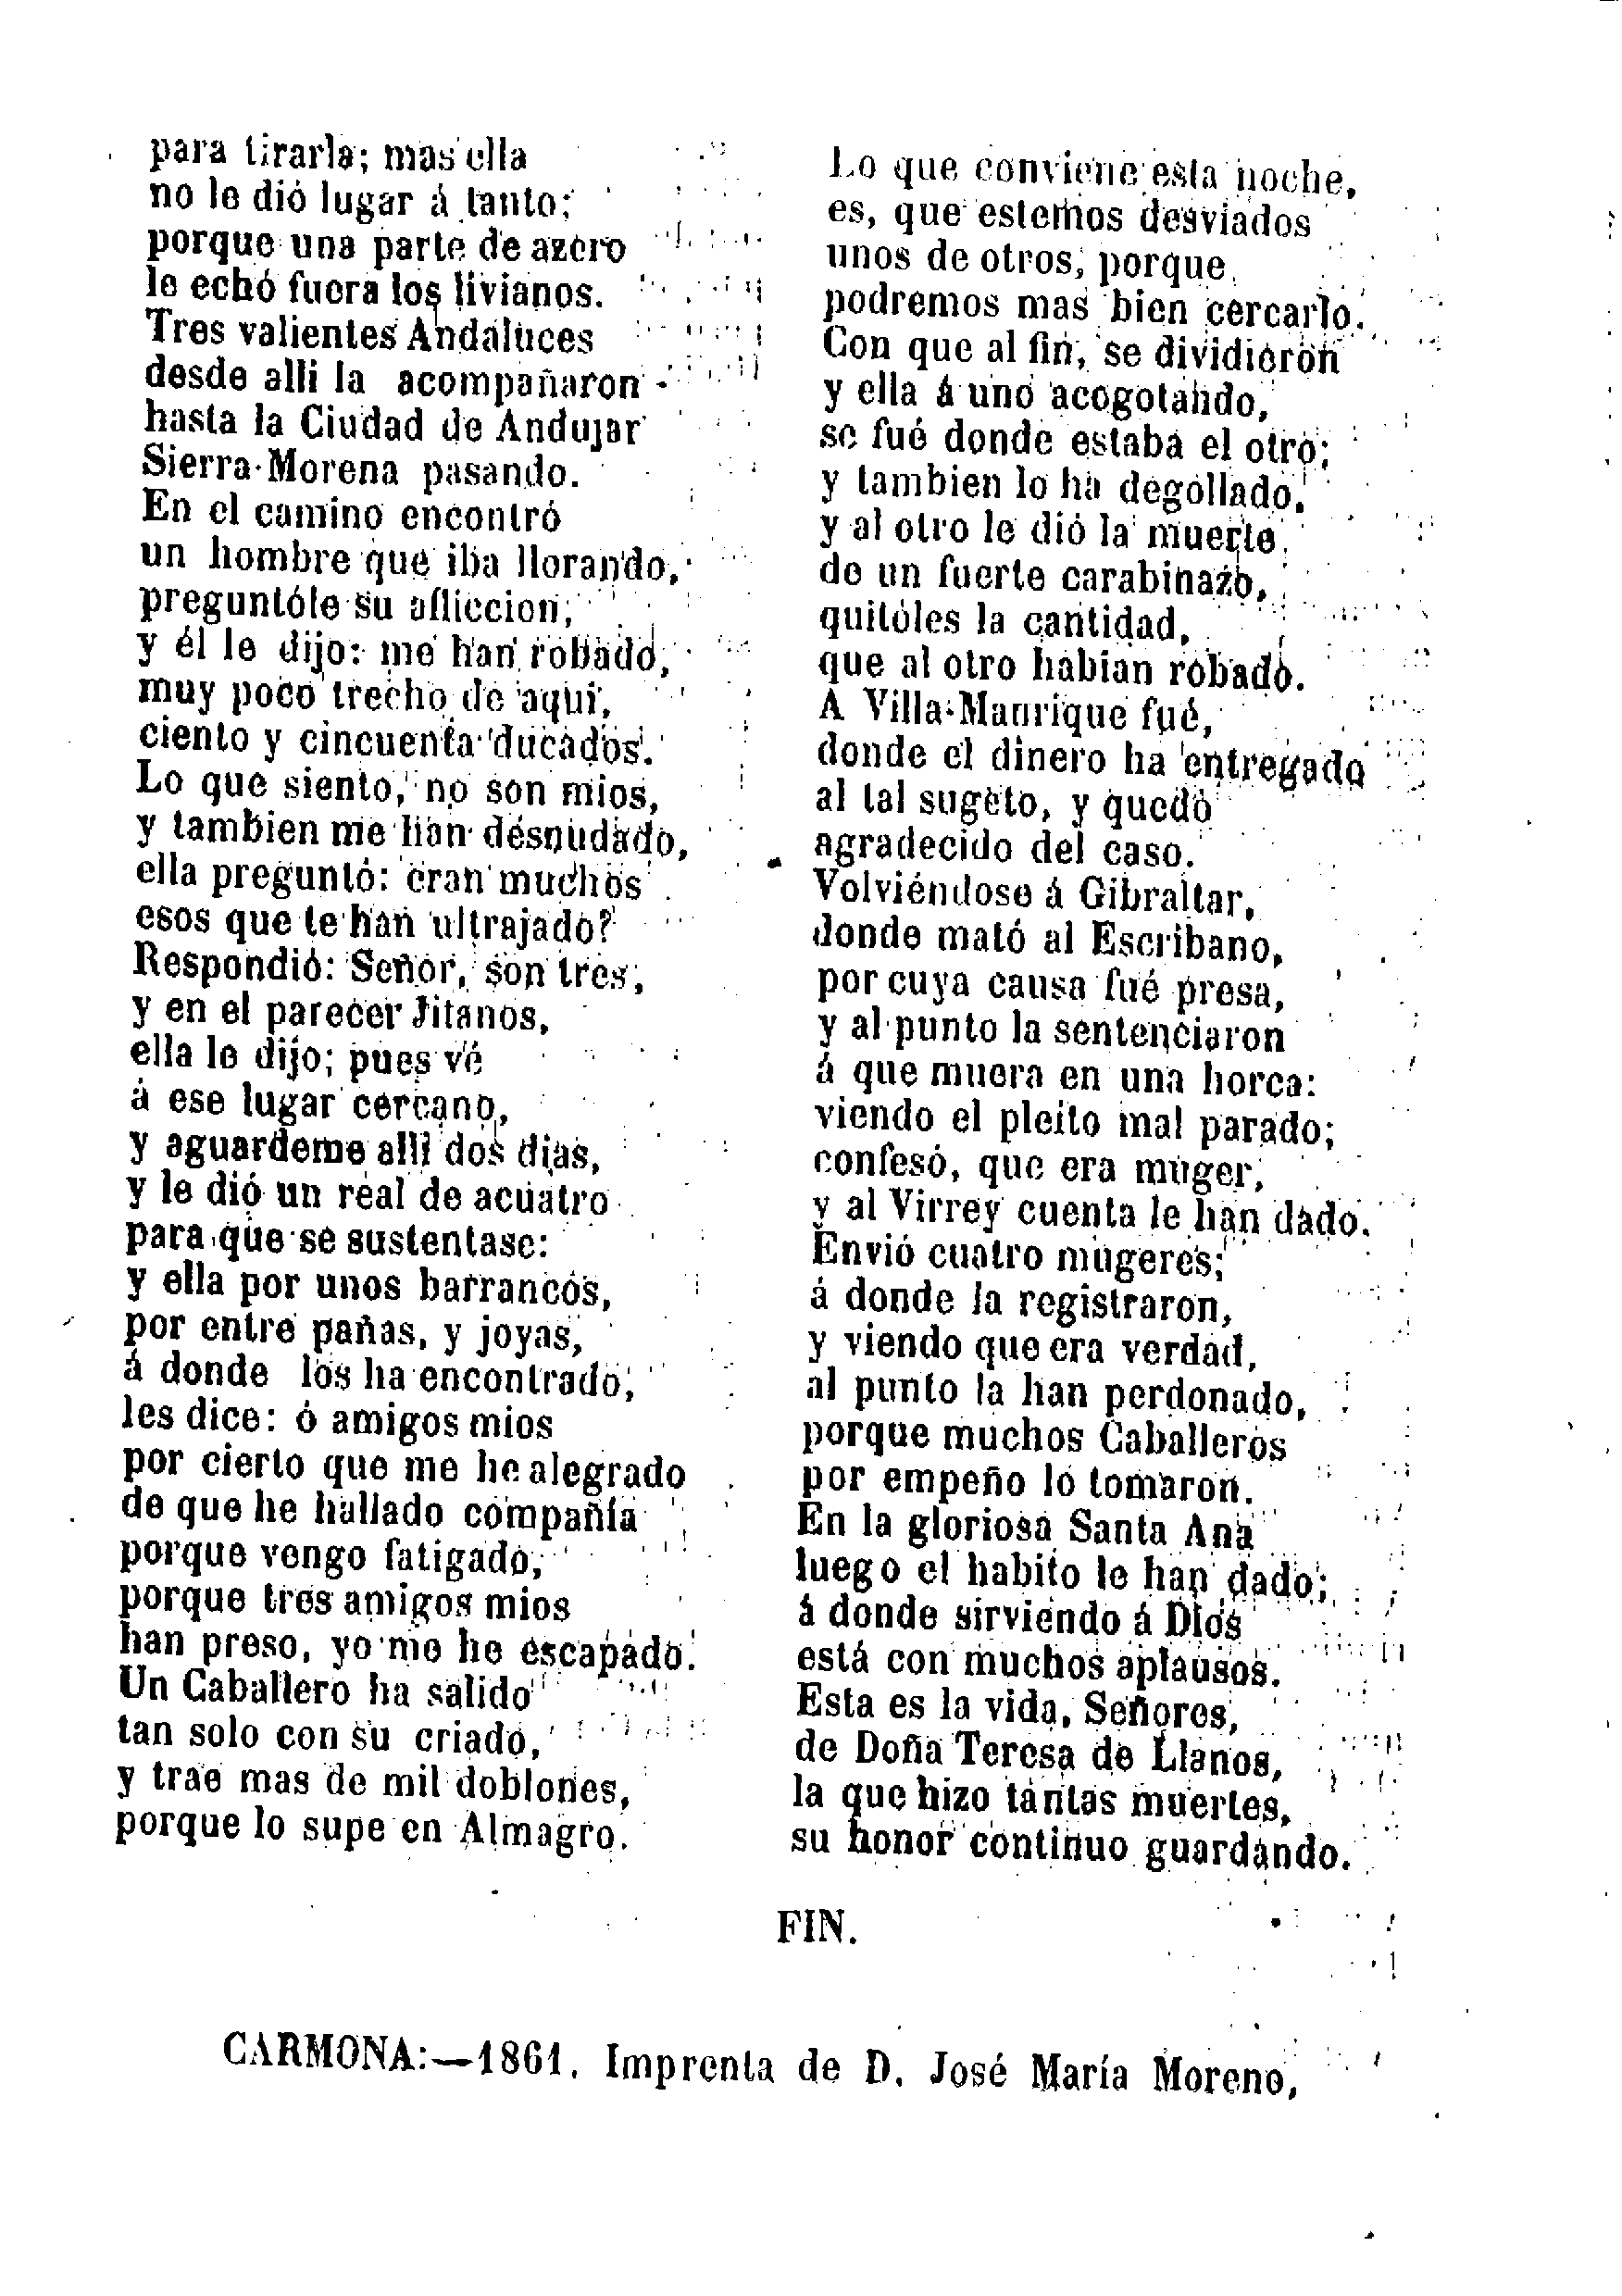 para tirarla; mas ella
no le dió lugar á tanto;
porque una parte de azero
le echó fuera los livianos.
Tres valientes Andaluces
desde alli la acompañaron
hasta la Ciudad de Andujar
Sierra-Morena pasando.
En el camino encontró
un hombre que iba llorando,
preguntóle su afliccion,
y él le dijo: me han robado,
muy poco trecho de aqui,
ciento y cincuenta ducados.
Lo que siento, no son mios,
y tambien me han desnudado,
ella preguntó: eran muchos
esos que te han ultrajado?
Respondió: Señor, son tres,
y en el parecer Jitanos,
ella le dijo; pues vé
á ese lugar cercano,
y aguardeme alli dos dias,
y le dió un real de acuatro
para que se sustentase:
y ella por unos barrancos,
por entre pañas, y joyas,
á donde los ha encontrado,
les dice: ó amigos mios
por cierto que me he alegrado
de que he hallado compañía
porque vengo fatigado,
porque tres amigos mios
han preso, yo me he escapado.
Un Caballero ha salido
tan solo con su criado,
y trae mas de mil doblones,
porque lo supe en Almagro.
Lo que conviene esta noche,
es, que estemos desviados
unos de otros, porque
podremos mas bien cercarlo.
Con que al fin, se dividieron
y ella á uno acogotando,
se fué donde estaba el otro;
y tambien lo ha degollado.
y al otro le dió la muerte
de un fuerte carabinazo,
quitóles la cantidad,
que al otro habian robado.
A Villa-Manrique fué,
donde el dinero ha entregado
al tal sugeto, y quedó
agradecido del caso.
Volviéndose á Gibraltar,
donde mató al Escribano,
por cuya causa fué presa,
y al punto la sentenciaron
á que muera en una horca:
viendo el pleito mal parado;
confesó, que era muger,
y al Virrey cuenta le han dado.
Envió cuatro mugeres;
á donde la registraron,
y viendo que era verdad,
al punto la han perdonado,
porque muchos Caballeros
por empeño lo tomaron.
En la gloriosa Santa Ana
luego el habito le han dado;
á donde sirviendo á Dios
está con muchos aplausos.
Esta es la vida, Señores,
de Doña Teresa de Llanos,
la que hizo tantas muertes,
su honor continuo guardando.
FIN.
CARMONA:—1861. Imprenta de D. José María Moreno,